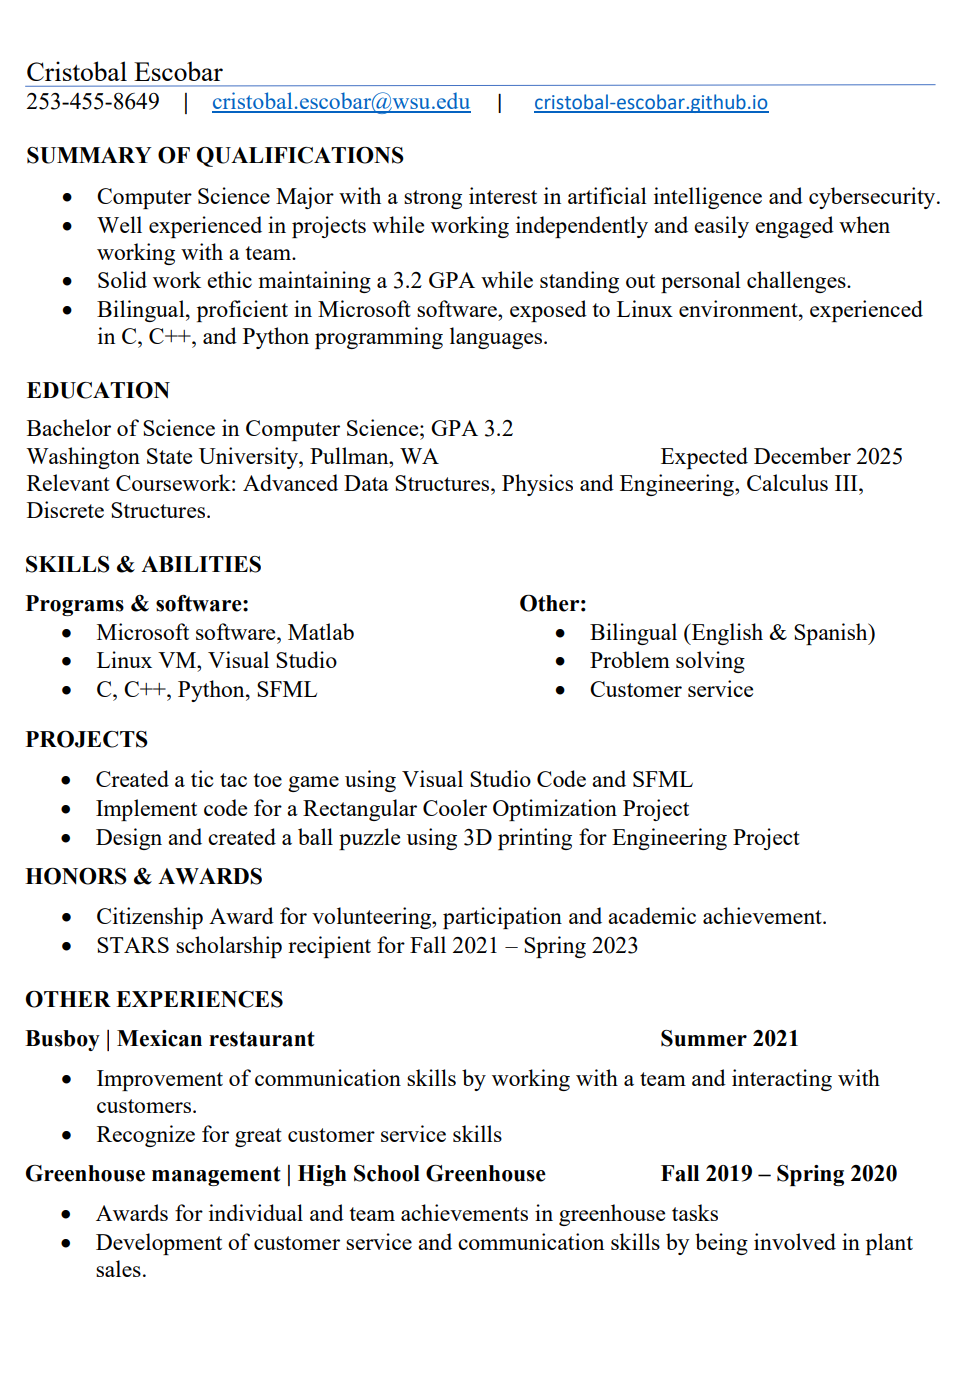 Cristobal Escobar
253-455-8649 | cristobal.escobar@wsu.edu | cristobal-escobar.github.io
SUMMARY OF QUALIFICATIONS
• Computer Science Major with a strong interest in artificial intelligence and cybersecurity.
• Well experienced in projects while working independently and easily engaged when
working with a team.
• Solid work ethic maintaining a 3.2 GPA while standing out personal challenges.
• Bilingual, proficient in Microsoft software, exposed to Linux environment, experienced
in C, C++, and Python programming languages.
EDUCATION
Bachelor of Science in Computer Science; GPA 3.2
Washington State University, Pullman, WA Expected December 2025
Relevant Coursework: Advanced Data Structures, Physics and Engineering, Calculus III,
Discrete Structures.
SKILLS & ABILITIES
Programs & software:
• Microsoft software, Matlab
• Linux VM, Visual Studio
• C, C++, Python, SFML
Other:
• Bilingual (English & Spanish)
• Problem solving
• Customer service
PROJECTS
• Created a tic tac toe game using Visual Studio Code and SFML
• Implement code for a Rectangular Cooler Optimization Project
• Design and created a ball puzzle using 3D printing for Engineering Project
HONORS & AWARDS
• Citizenship Award for volunteering, participation and academic achievement.
• STARS scholarship recipient for Fall 2021 – Spring 2023
OTHER EXPERIENCES
Busboy | Mexican restaurant Summer 2021
• Improvement of communication skills by working with a team and interacting with
customers.
• Recognize for great customer service skills
Greenhouse management | High School Greenhouse Fall 2019 – Spring 2020
• Awards for individual and team achievements in greenhouse tasks
• Development of customer service and communication skills by being involved in plant
sales.